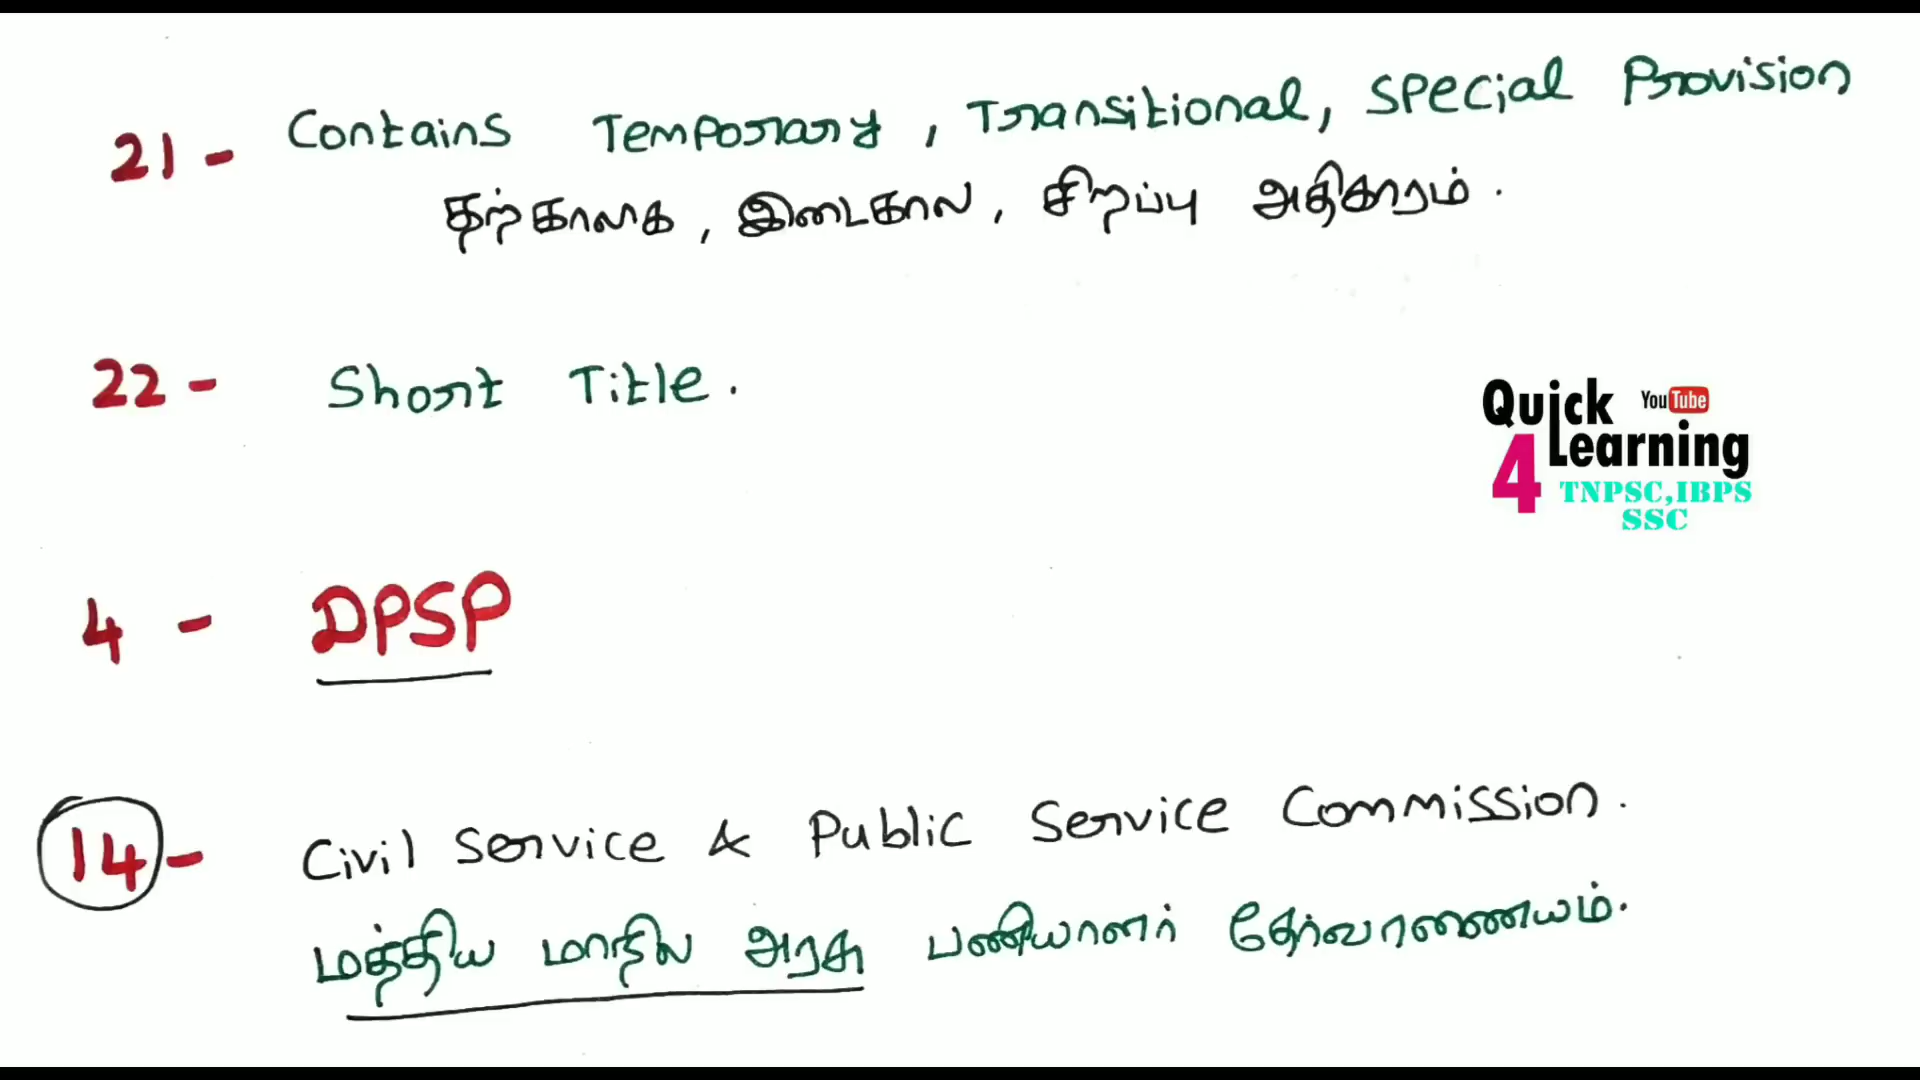 21 - Contains Temporary, Transitional, Special Provision
தற்காலக, இடைகால, சிறப்பு அதிகாரம்.
22 - Short Title.
Quick YouTube
4 Learning
TNPSC,IBPS
SSC
4 - DPSP
14 - Civil Service & Public Service Commission.
மத்திய மாநில அரசு பணியாளர் தேர்வாணையம்.